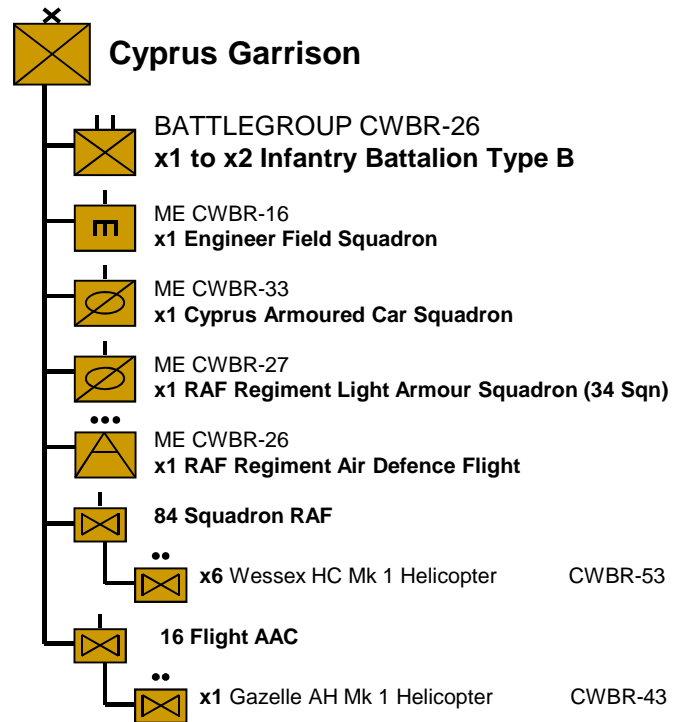 Cyprus Garrison
BATTLEGROUP CWBR-26
x1 to x2 Infantry Battalion Type B
ME CWBR-16
x1 Engineer Field Squadron
ME CWBR-33
x1 Cyprus Armoured Car Squadron
ME CWBR-27
x1 RAF Regiment Light Armour Squadron (34 Sqn)
ME CWBR-26
x1 RAF Regiment Air Defence Flight
84 Squadron RAF
x6 Wessex HC Mk 1 Helicopter CWBR-53
16 Flight AAC
x1 Gazelle AH Mk 1 Helicopter CWBR-43